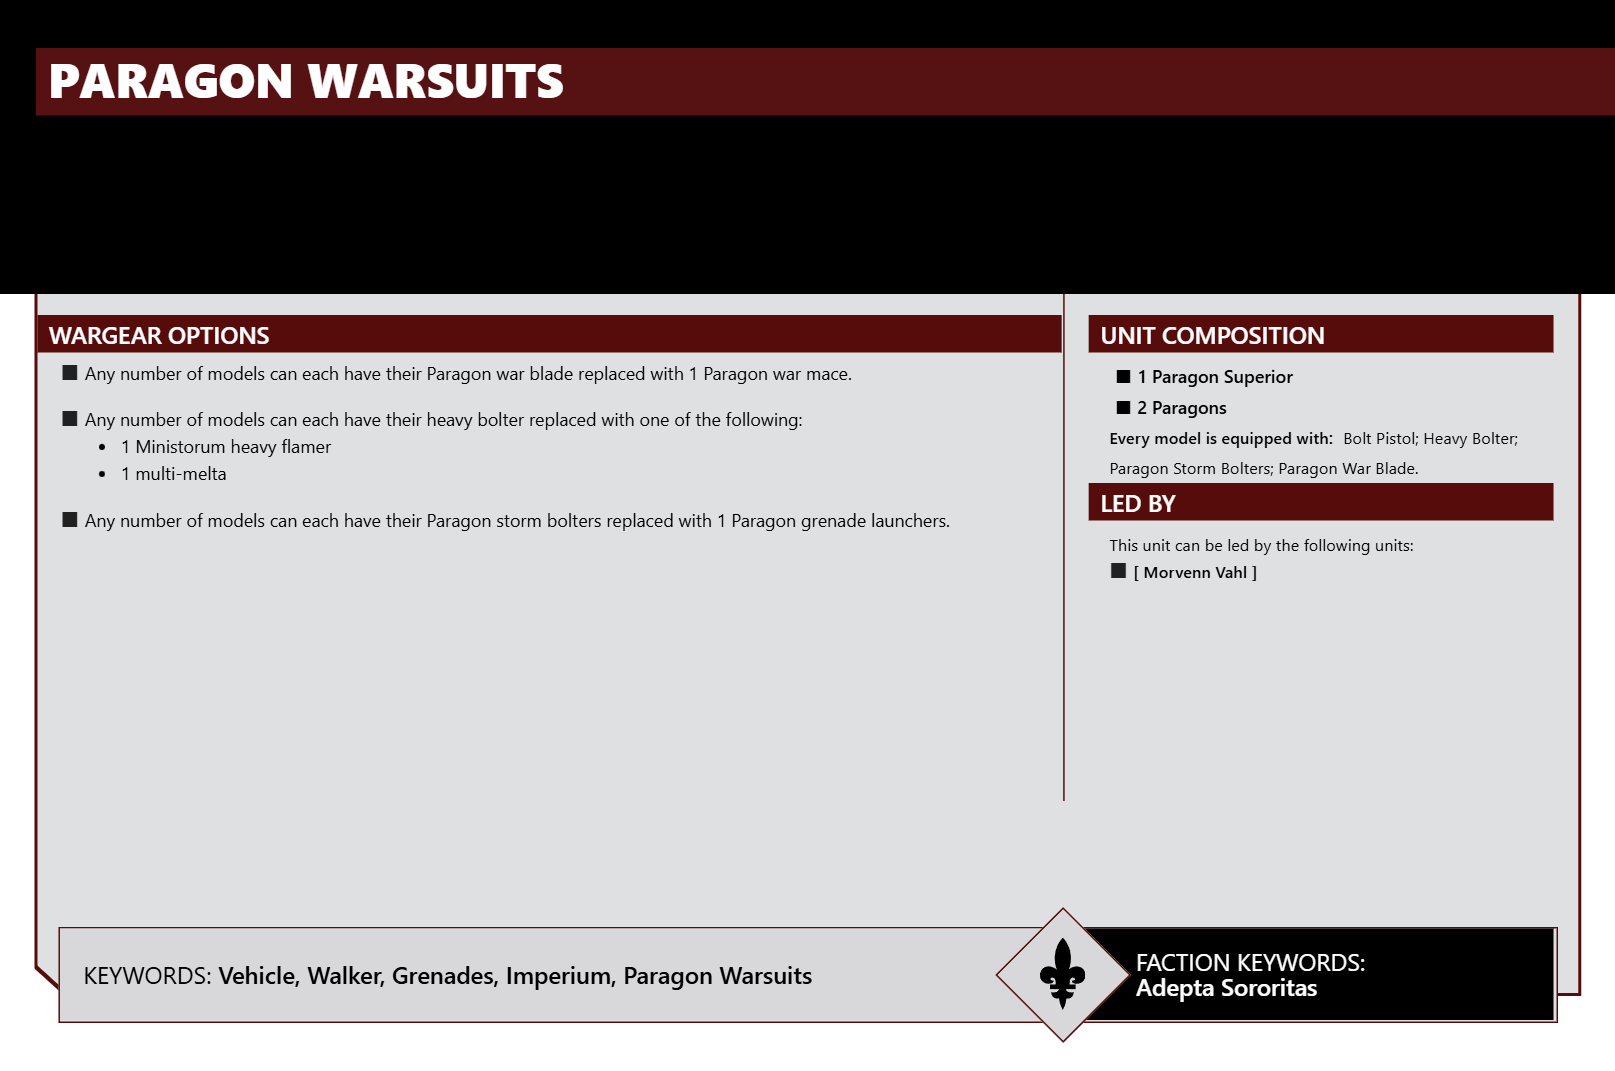 PARAGON WARSUITS
WARGEAR OPTIONS
■ Any number of models can each have their Paragon war blade replaced with 1 Paragon war mace.
■ Any number of models can each have their heavy bolter replaced with one of the following:
• 1 Ministorum heavy flamer
• 1 multi-melta
■ Any number of models can each have their Paragon storm bolters replaced with 1 Paragon grenade launchers.
UNIT COMPOSITION
■ 1 Paragon Superior
■ 2 Paragons
Every model is equipped with: Bolt Pistol; Heavy Bolter;
Paragon Storm Bolters; Paragon War Blade.
LED BY
This unit can be led by the following units:
■ [ Morvenn Vahl ]
KEYWORDS: Vehicle, Walker, Grenades, Imperium, Paragon Warsuits
FACTION KEYWORDS:
Adepta Sororitas